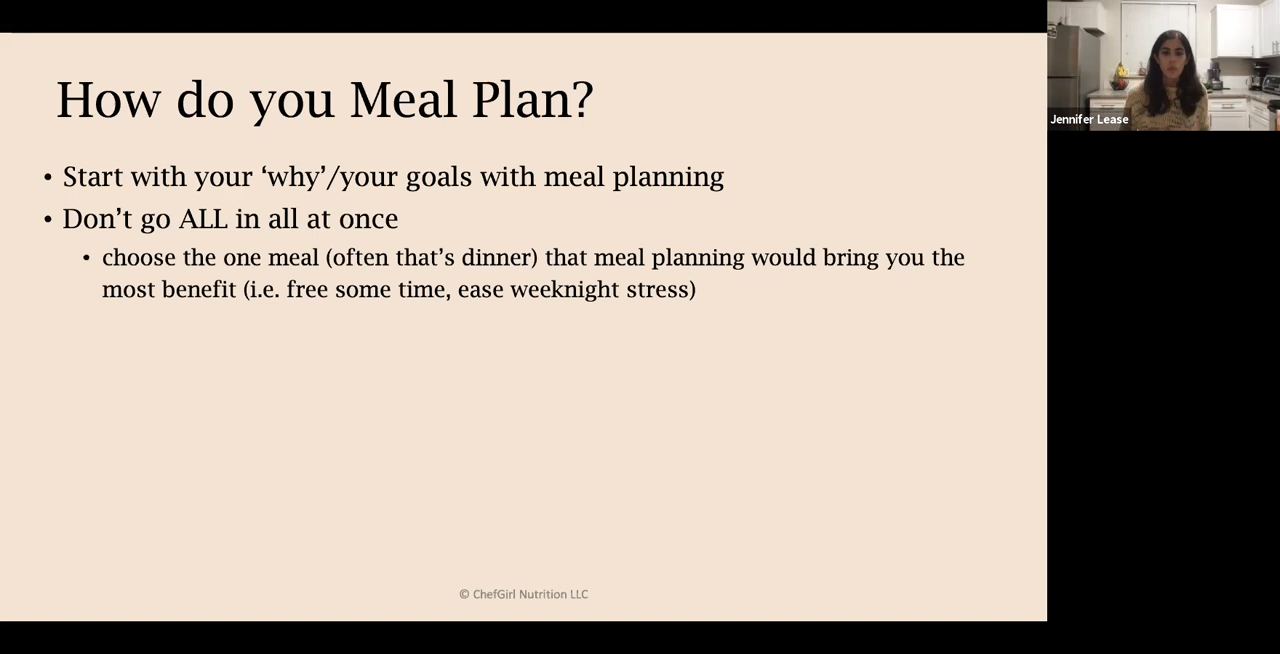 How do you Meal Plan?
• Start with your ‘why’/your goals with meal planning
• Don’t go ALL in all at once
• choose the one meal (often that’s dinner) that meal planning would bring you the
most benefit (i.e. free some time, ease weeknight stress)
© ChefGirl Nutrition LLC
Jennifer Lease